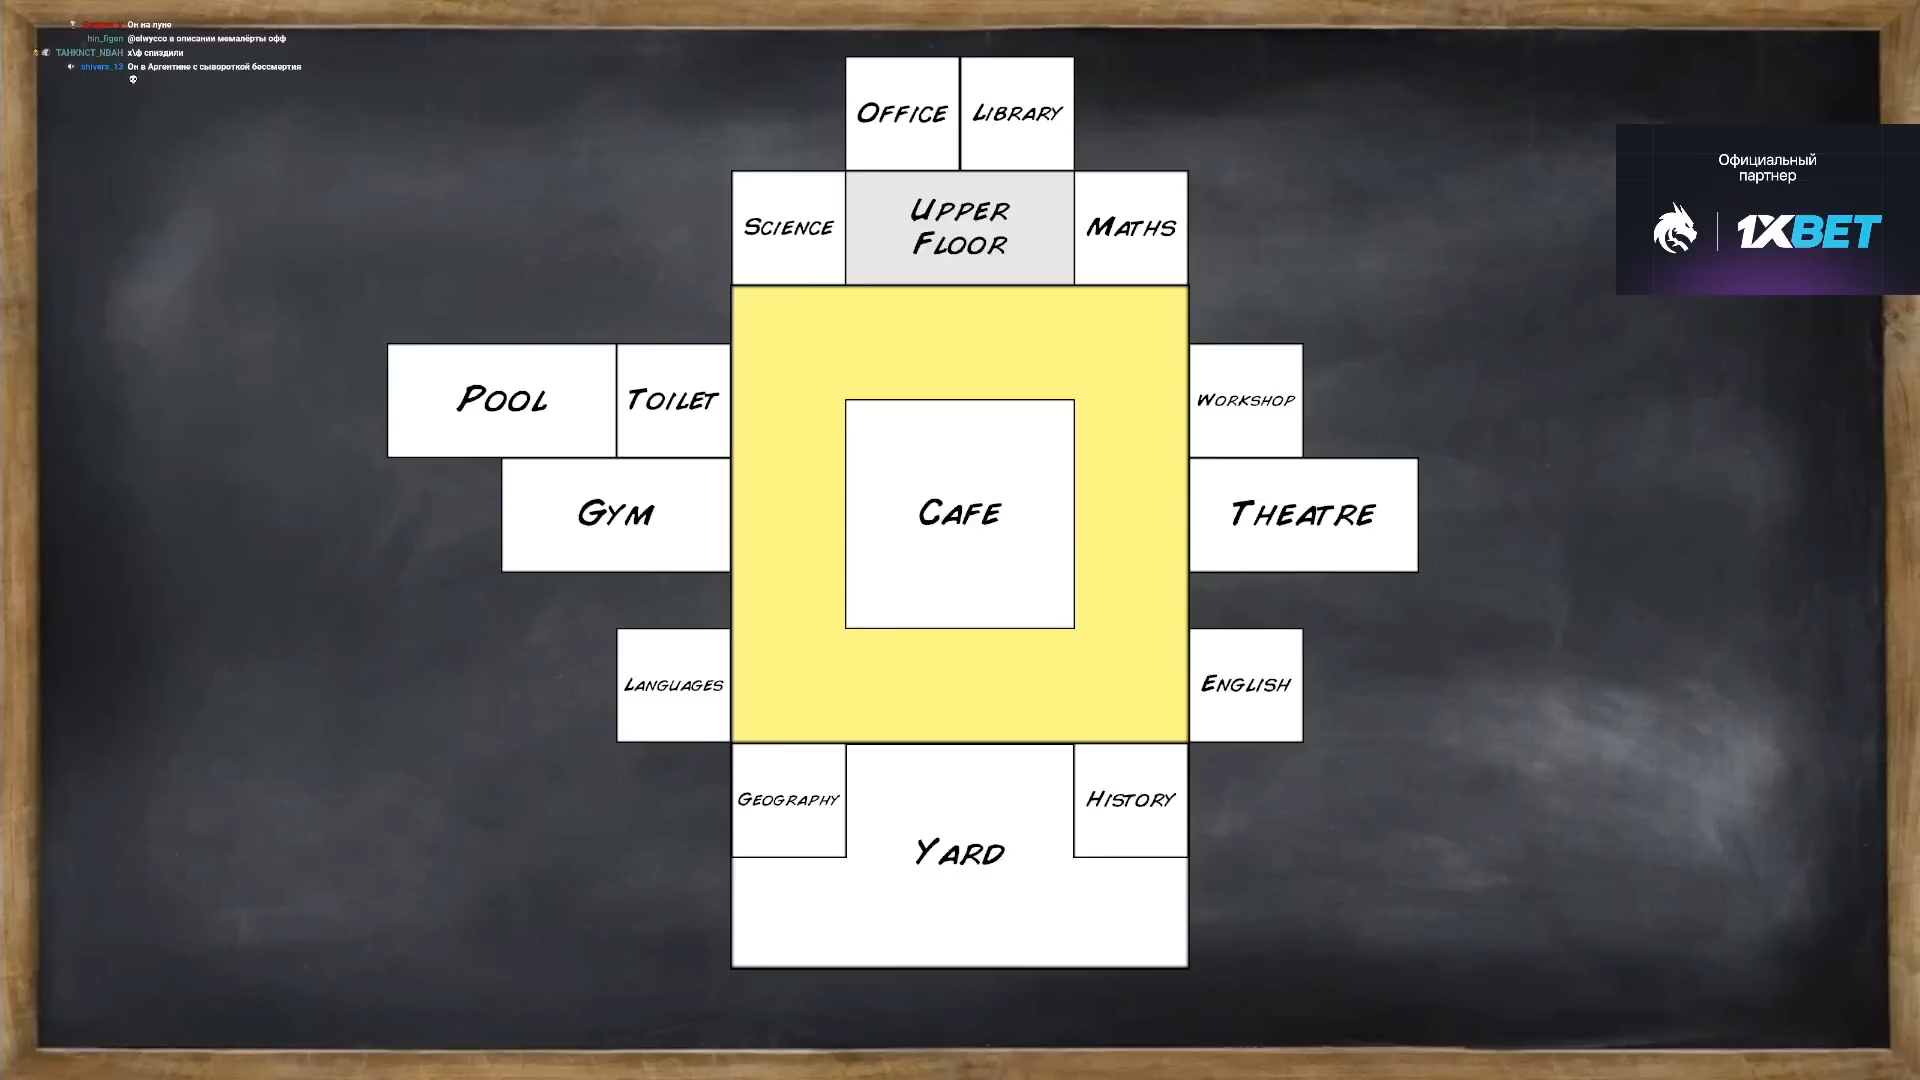 Он на луне
hin_figen @elwycco в описании мемалёрты офф
TAHKNCT_NBAH х\ф спиздили
shivers_13 Он в Аргентине с сывороткой бессмертия
OFFICE LIBRARY
Официальный
партнер
1XBET
SCIENCE UPPER FLOOR MATHS
POOL TOILET WORKSHOP
GYM CAFE THEATRE
LANGUAGES ENGLISH
GEOGRAPHY HISTORY
YARD